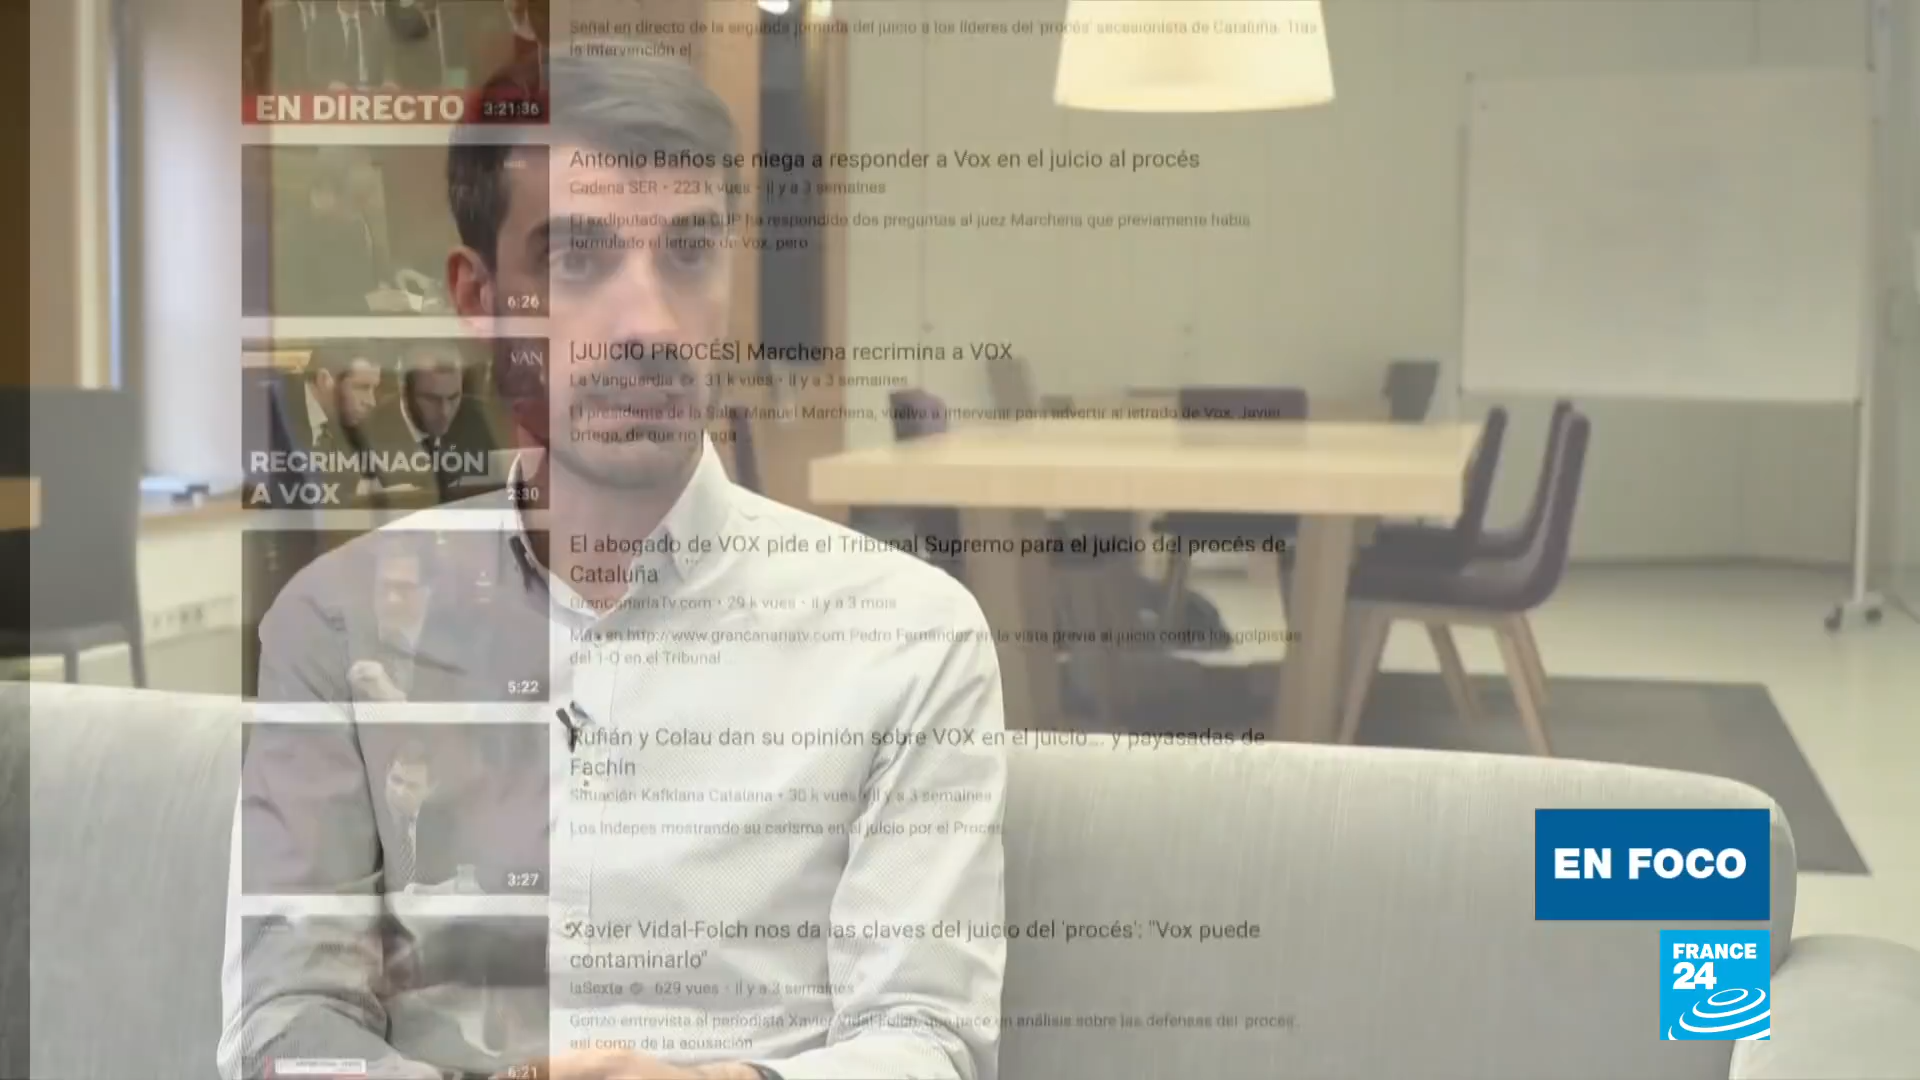 Señal en directo de la segunda jornada del juicio a los líderes del 'procés' secesionista de Cataluña. Tras
la intervención el
EN DIRECTO 3:21:36
Antonio Baños se niega a responder a Vox en el juicio al procés
Cadena SER • 223 k vues • il y a 3 semaines
El exdiputado de la CUP ha respondido dos preguntas al juez Marchena que previamente había
formulado el letrado de Vox, pero
6:26
[JUICIO PROCÉS] Marchena recrimina a VOX
VAN
La Vanguardia 31 k vues • il y a 3 semaines
El presidente de la Sala, Manuel Marchena, vuelve a intervenir para advertir al letrado de Vox, Javier
Ortega, de que no haga
RECRIMINACIÓN
A VOX
2:30
El abogado de VOX pide el Tribunal Supremo para el juicio del procés de
Cataluña
GranCanariaTv.com • 29 k vues • il y a 3 mois
Más en http://www.grancanariatv.com Pedro Fernández en la vista previa al juicio contra los golpistas
del 1-O en el Tribunal
5:22
Rufián y Colau dan su opinión sobre VOX en el juicio... y payasadas de
Fachín
Situación Kafkiana Catalana • 30 k vues • il y a 3 semaines
Los Indepes mostrando su carisma en el juicio por el Procés
3:27
EN FOCO
Xavier Vidal-Folch nos da las claves del juicio del 'procés': "Vox puede
contaminarlo"
laSexta 629 vues • il y a 3 semaines
Gonzo entrevista al periodista Xavier Vidal-Folch, que hace un análisis sobre las defensas del 'procés',
así como de la acusación
6:21
FRANCE
24